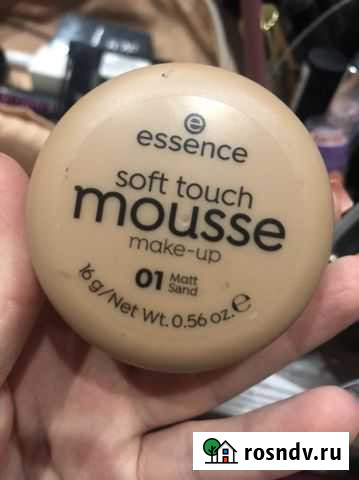 essence
soft touch
mousse
make-up
01 Matt
Sand
16 g/Net Wt. 0.56 oz. ℮
rosndv.ru